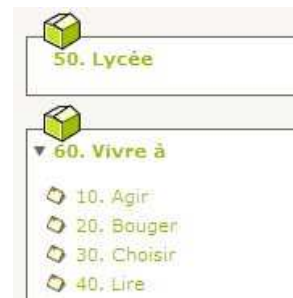 50. Lycée
60. Vivre à
10. Agir
20. Bouger
30. Choisir
40. Lire